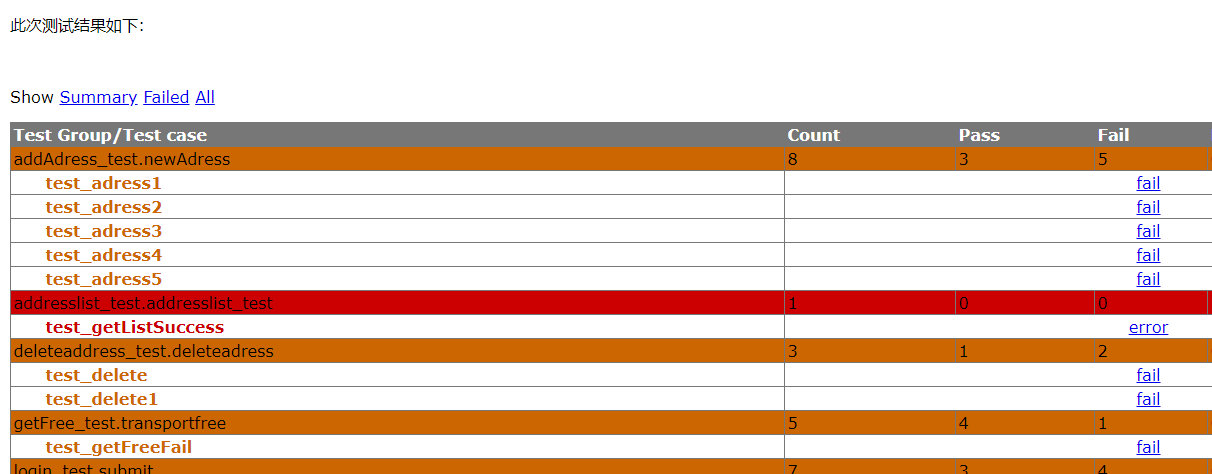 此次测试结果如下：
Show Summary Failed All
Test Group/Test case Count Pass Fail
addAdress_test.newAdress 8 3 5
test_adress1 fail
test_adress2 fail
test_adress3 fail
test_adress4 fail
test_adress5 fail
addresslist_test.addresslist_test 1 0 0
test_getListSuccess error
deleteaddress_test.deleteadress 3 1 2
test_delete fail
test_delete1 fail
getFree_test.transportfree 5 4 1
test_getFreeFail fail
login_test.submit 7 3 4